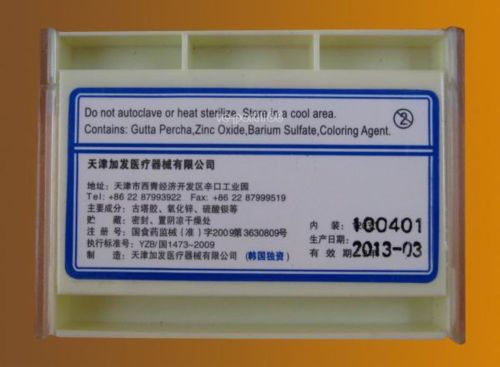 Do not autoclave or heat sterilize, Store in a cool area.
Contains: Gutta Percha,Zinc Oxide,Barium Sulfate,Coloring Agent.
2
天津加发医疗器械有限公司
地址：天津市西青经济开发区辛口工业园
Tel: +86 22 87993922 Fax: +86 22 87999519
主要成分：古塔胶、氧化锌、硫酸钡等
贮 藏：密封、置阴凉干燥处
注 册 号：国食药监械（准）字2009第3630809号
执行标准号：YZB/国1473-2009
制 造：天津加发医疗器械有限公司 (韩国独资)
内 装：
100401
生产日期：
2013-03
有 效 期：